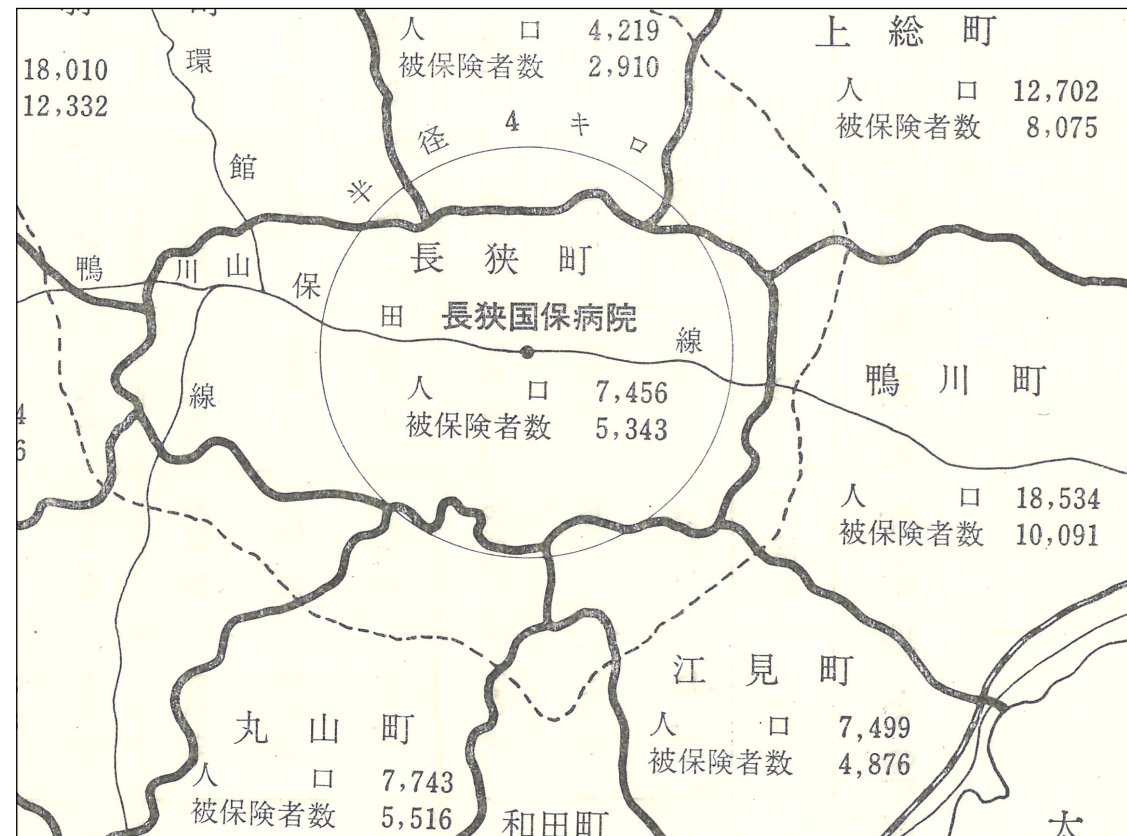 人口 4,219
被保険者数 2,910
上総町
人口 12,702
被保険者数 8,075
18,010
12,332
環
館
山
線
半径4キロ
長狭町
鴨川保田線
長狭国保病院
人口 7,456
被保険者数 5,343
鴨川町
人口 18,534
被保険者数 10,091
江見町
人口 7,499
被保険者数 4,876
丸山町
人口 7,743
被保険者数 5,516
和田町